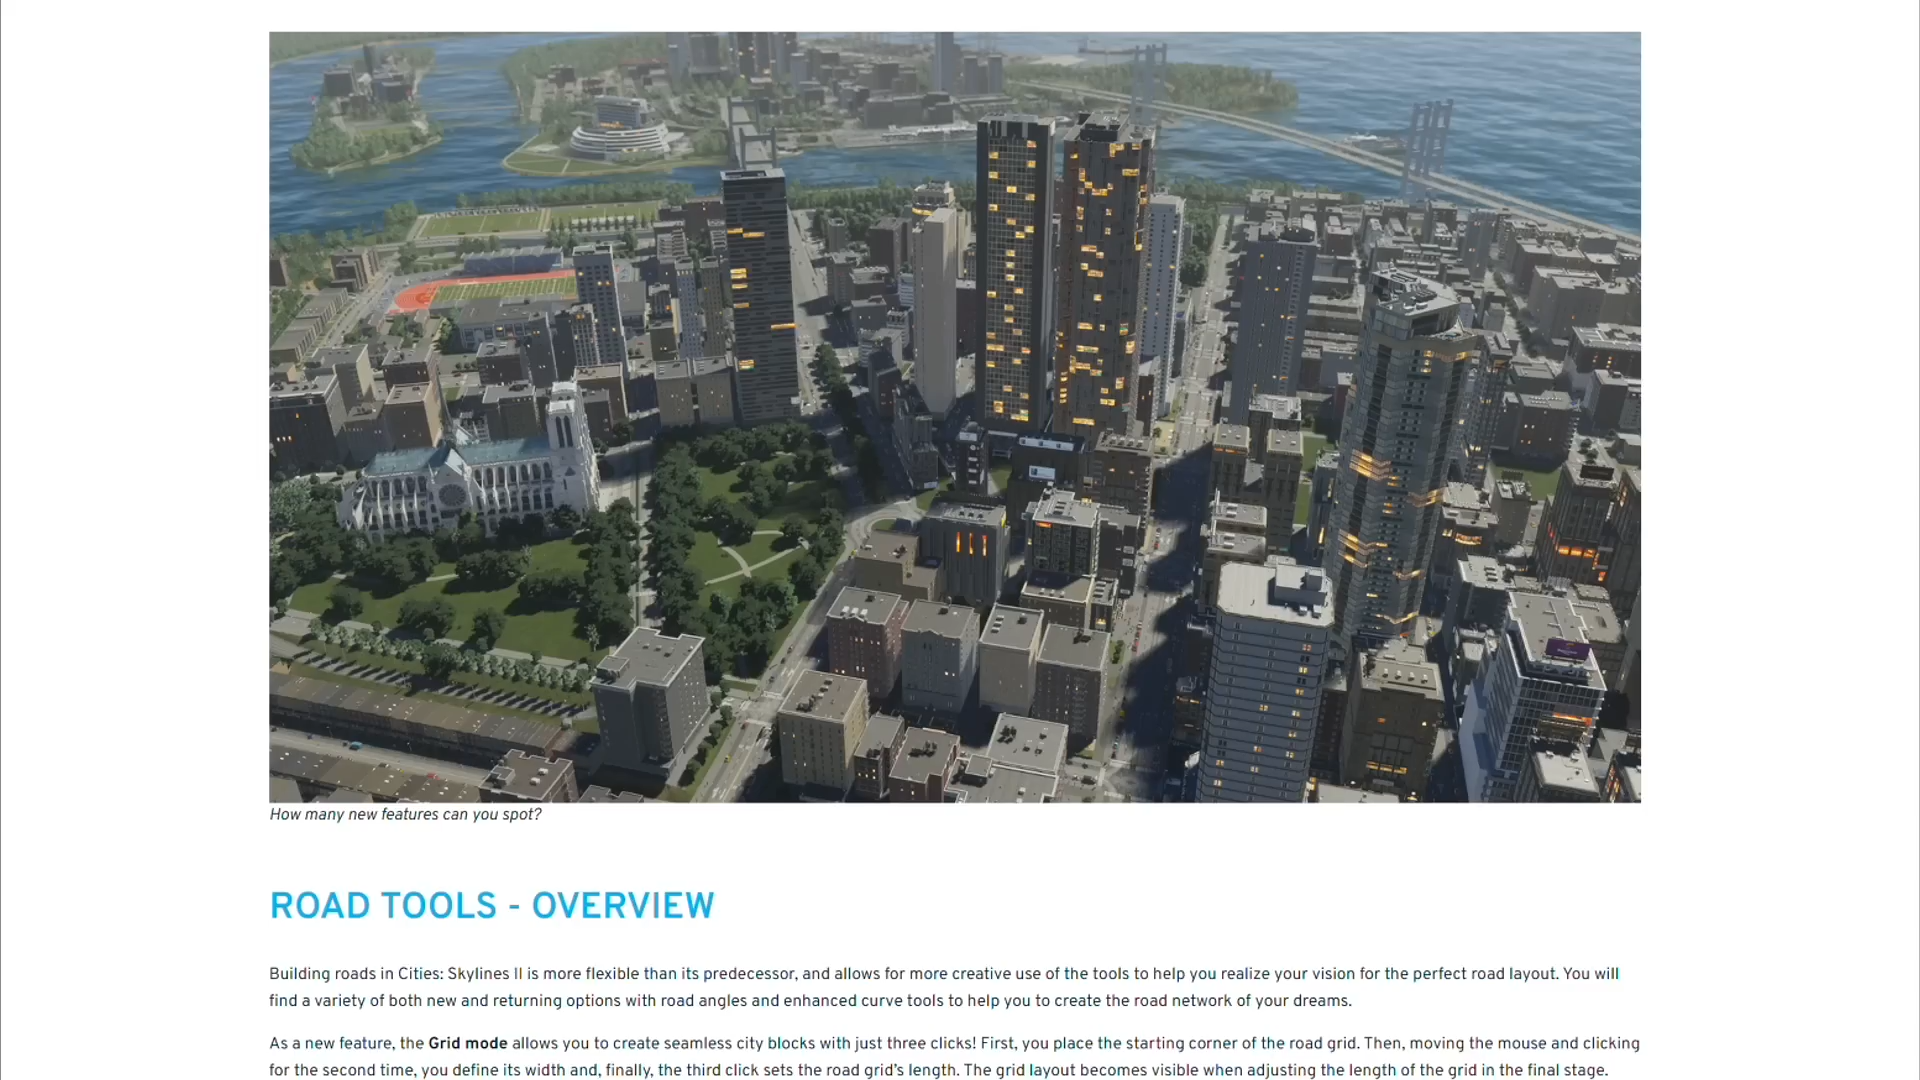 How many new features can you spot?
ROAD TOOLS - OVERVIEW
Building roads in Cities: Skylines II is more flexible than its predecessor, and allows for more creative use of the tools to help you realize your vision for the perfect road layout. You will
find a variety of both new and returning options with road angles and enhanced curve tools to help you to create the road network of your dreams.
As a new feature, the Grid mode allows you to create seamless city blocks with just three clicks! First, you place the starting corner of the road grid. Then, moving the mouse and clicking
for the second time, you define its width and, finally, the third click sets the road grid's length. The grid layout becomes visible when adjusting the length of the grid in the final stage.